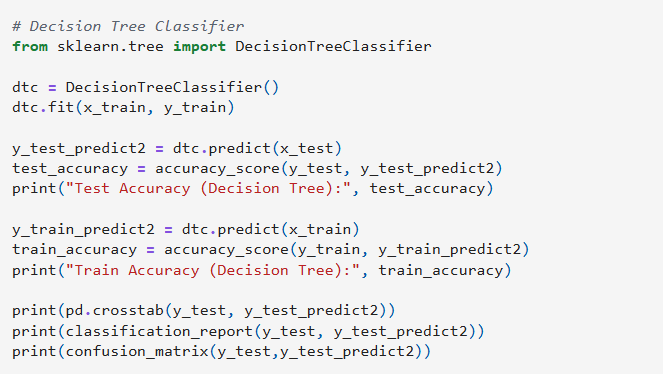 # Decision Tree Classifier
from sklearn.tree import DecisionTreeClassifier
dtc = DecisionTreeClassifier()
dtc.fit(x_train, y_train)
y_test_predict2 = dtc.predict(x_test)
test_accuracy = accuracy_score(y_test, y_test_predict2)
print("Test Accuracy (Decision Tree):", test_accuracy)
y_train_predict2 = dtc.predict(x_train)
train_accuracy = accuracy_score(y_train, y_train_predict2)
print("Train Accuracy (Decision Tree):", train_accuracy)
print(pd.crosstab(y_test, y_test_predict2))
print(classification_report(y_test, y_test_predict2))
print(confusion_matrix(y_test,y_test_predict2))